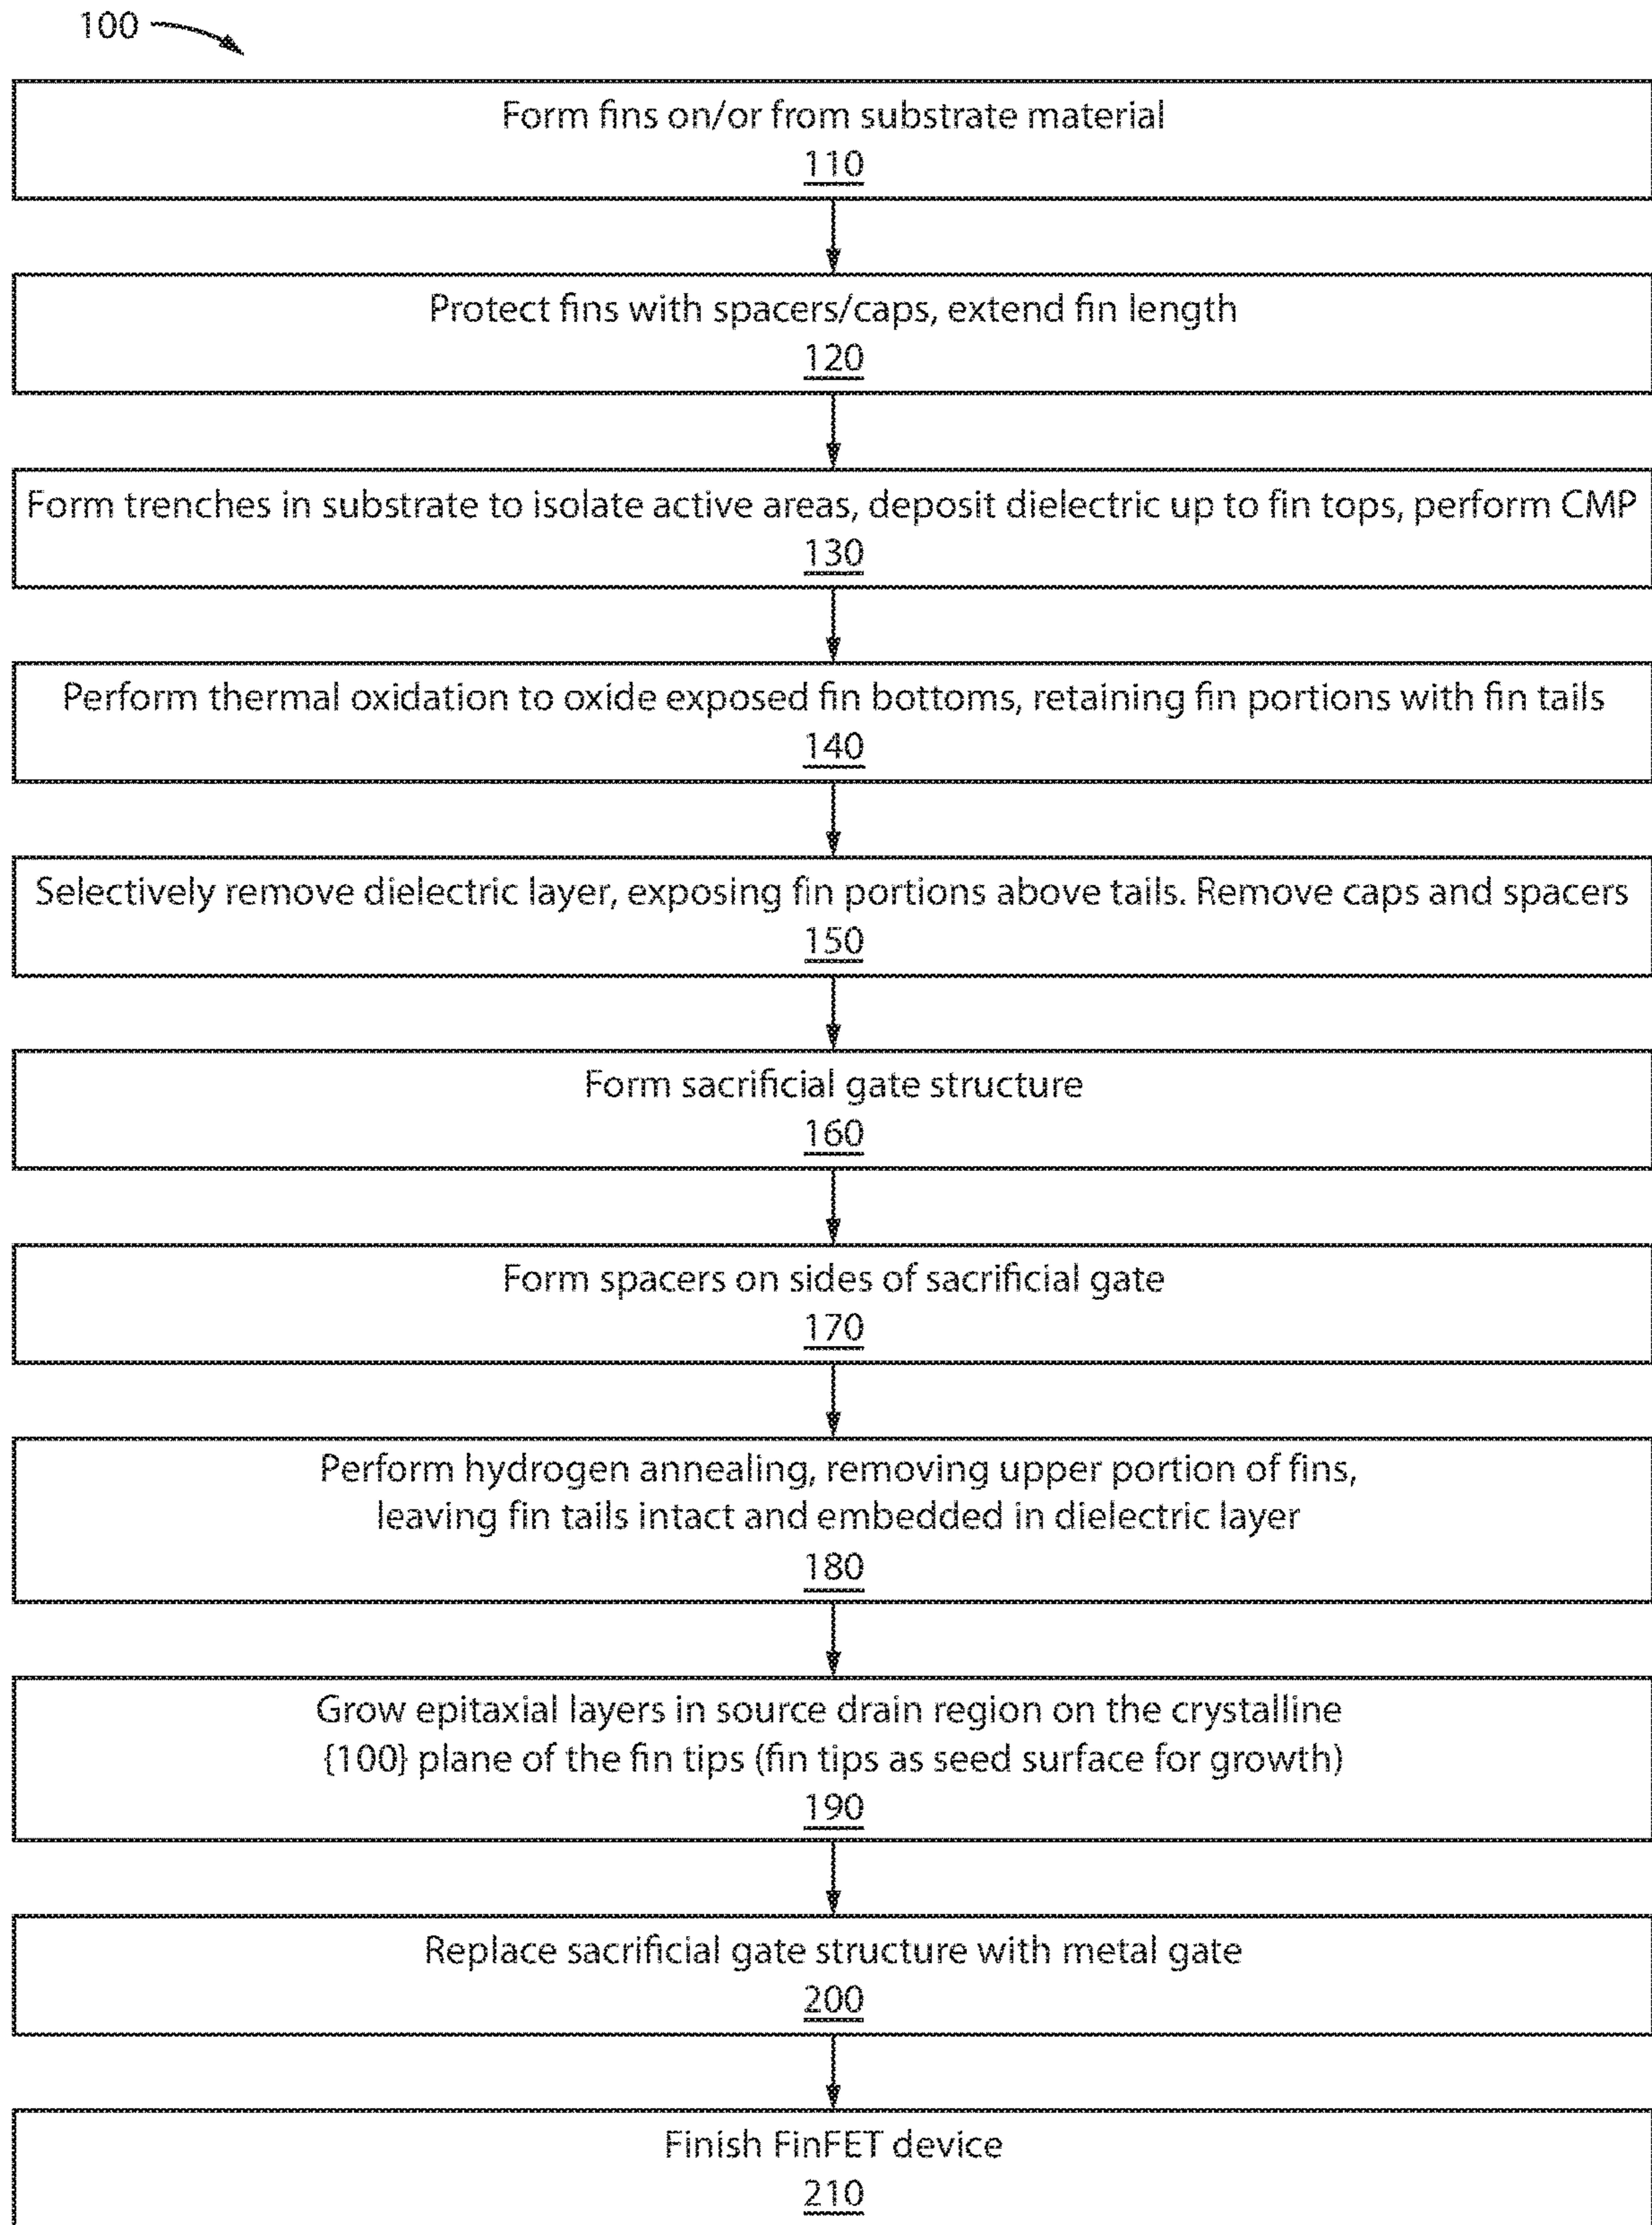 100
Form fins on/or from substrate material
110
Protect fins with spacers/caps, extend fin length
120
Form trenches in substrate to isolate active areas, deposit dielectric up to fin tops, perform CMP
130
Perform thermal oxidation to oxide exposed fin bottoms, retaining fin portions with fin tails
140
Selectively remove dielectric layer, exposing fin portions above tails. Remove caps and spacers
150
Form sacrificial gate structure
160
Form spacers on sides of sacrificial gate
170
Perform hydrogen annealing, removing upper portion of fins,
leaving fin tails intact and embedded in dielectric layer
180
Grow epitaxial layers in source drain region on the crystalline
{100} plane of the fin tips (fin tips as seed surface for growth)
190
Replace sacrificial gate structure with metal gate
200
Finish FinFET device
210